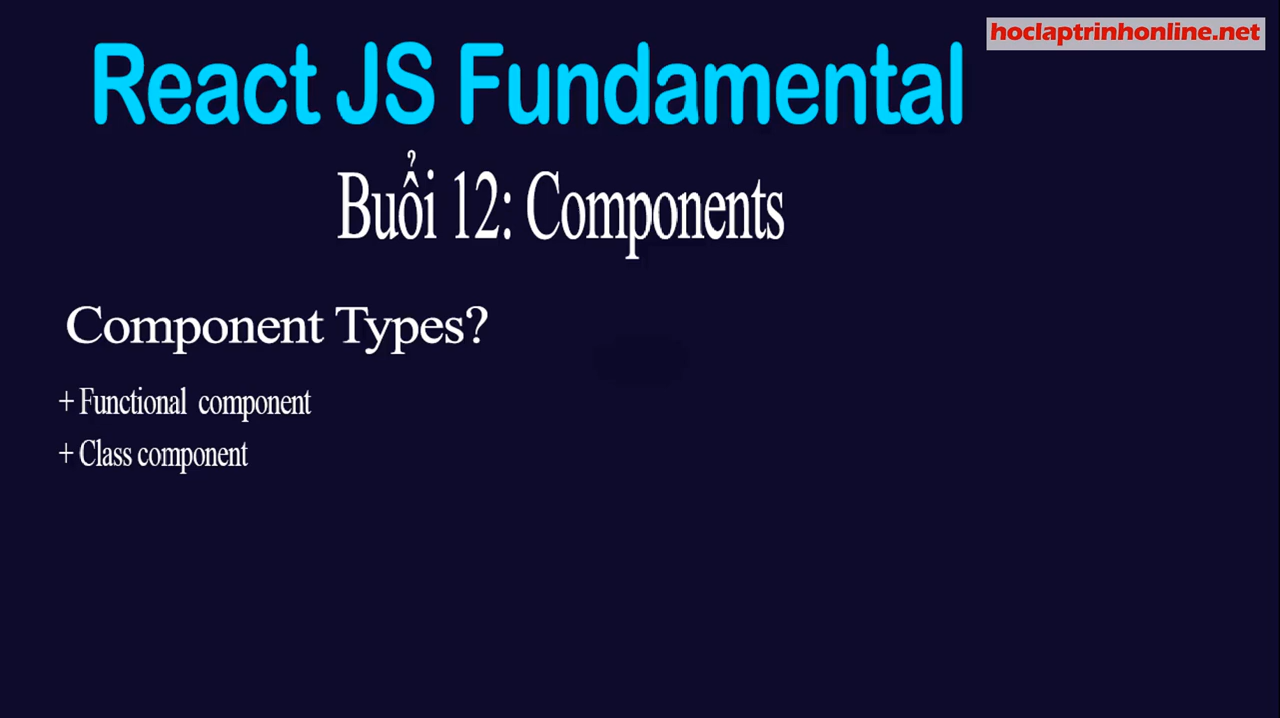 hoclaptrinhonline.net
React JS Fundamental
Buổi 12: Components
Component Types?
+ Functional component
+ Class component